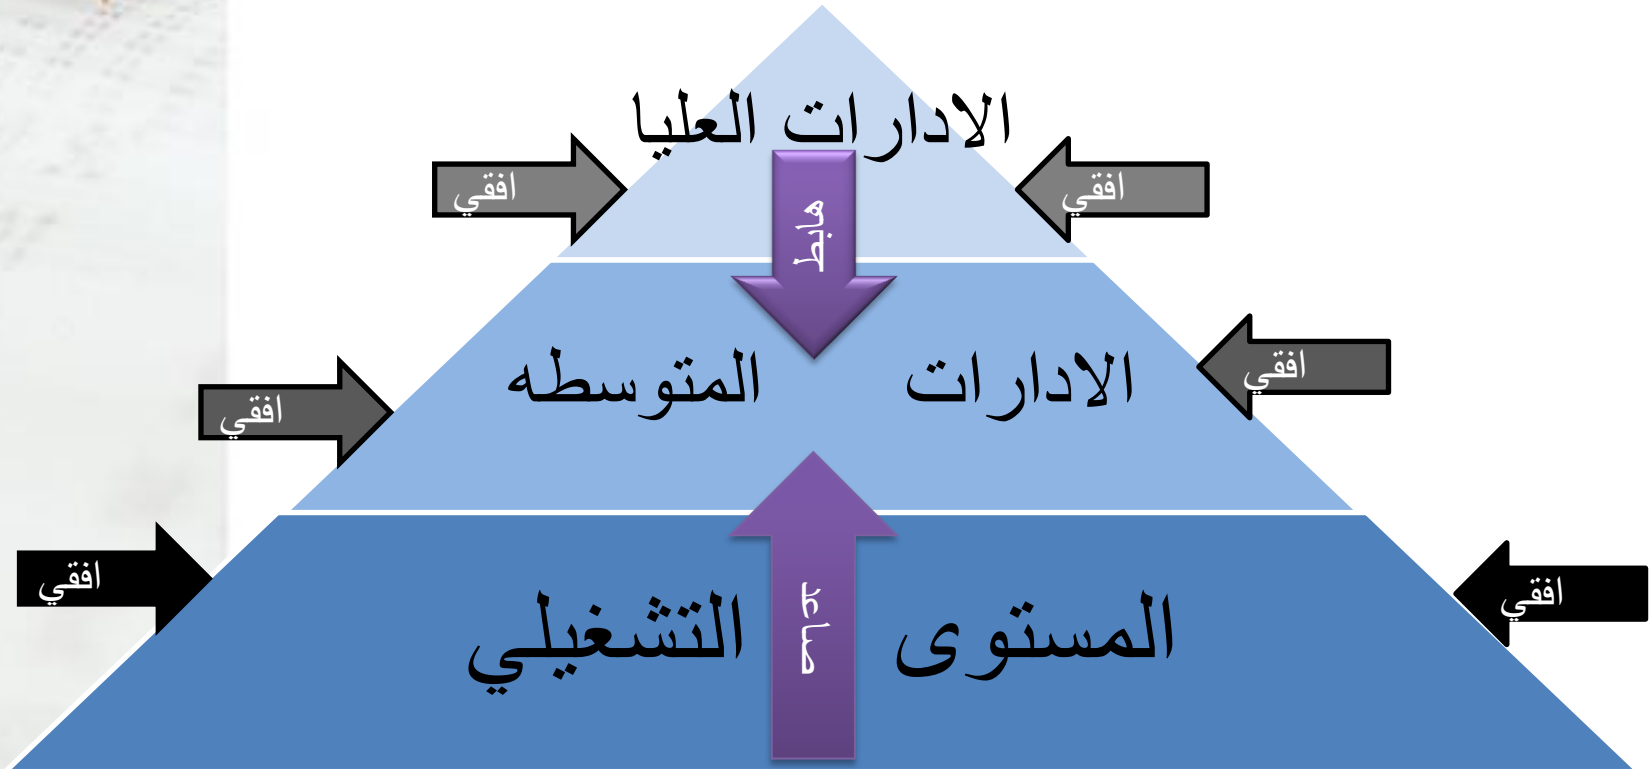 الادارات العليا
افقي
افقي
هابط
افقي
الادارات المتوسطه
افقي
افقي
المستوى التشغيلي
صاعد
افقي